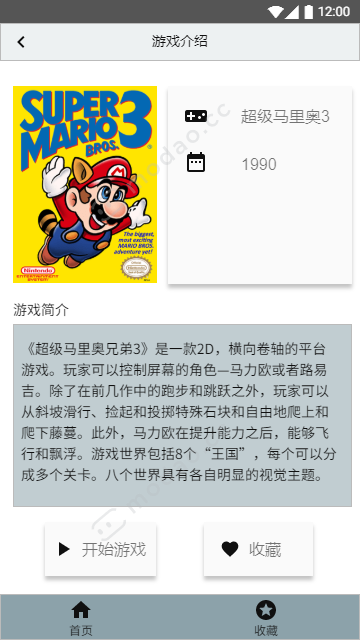 12:00
游戏介绍
SUPER
MARIO 3
BROS.
The biggest,
most exciting
MARIO BROS.
adventure yet!
Nintendo
ENTERTAINMENT
SYSTEM
超级马里奥3
1990
modao.cc
游戏简介
《超级马里奥兄弟3》是一款2D，横向卷轴的平台
游戏。玩家可以控制屏幕的角色—马力欧或者路易
吉。除了在前几作中的跑步和跳跃之外，玩家可以
从斜坡滑行、捡起和投掷特殊石块和自由地爬上和
爬下藤蔓。此外，马力欧在提升能力之后，能够飞
行和飘浮。游戏世界包括8个“王国”，每个可以分
成多个关卡。八个世界具有各自明显的视觉主题。
开始游戏
收藏
首页
收藏